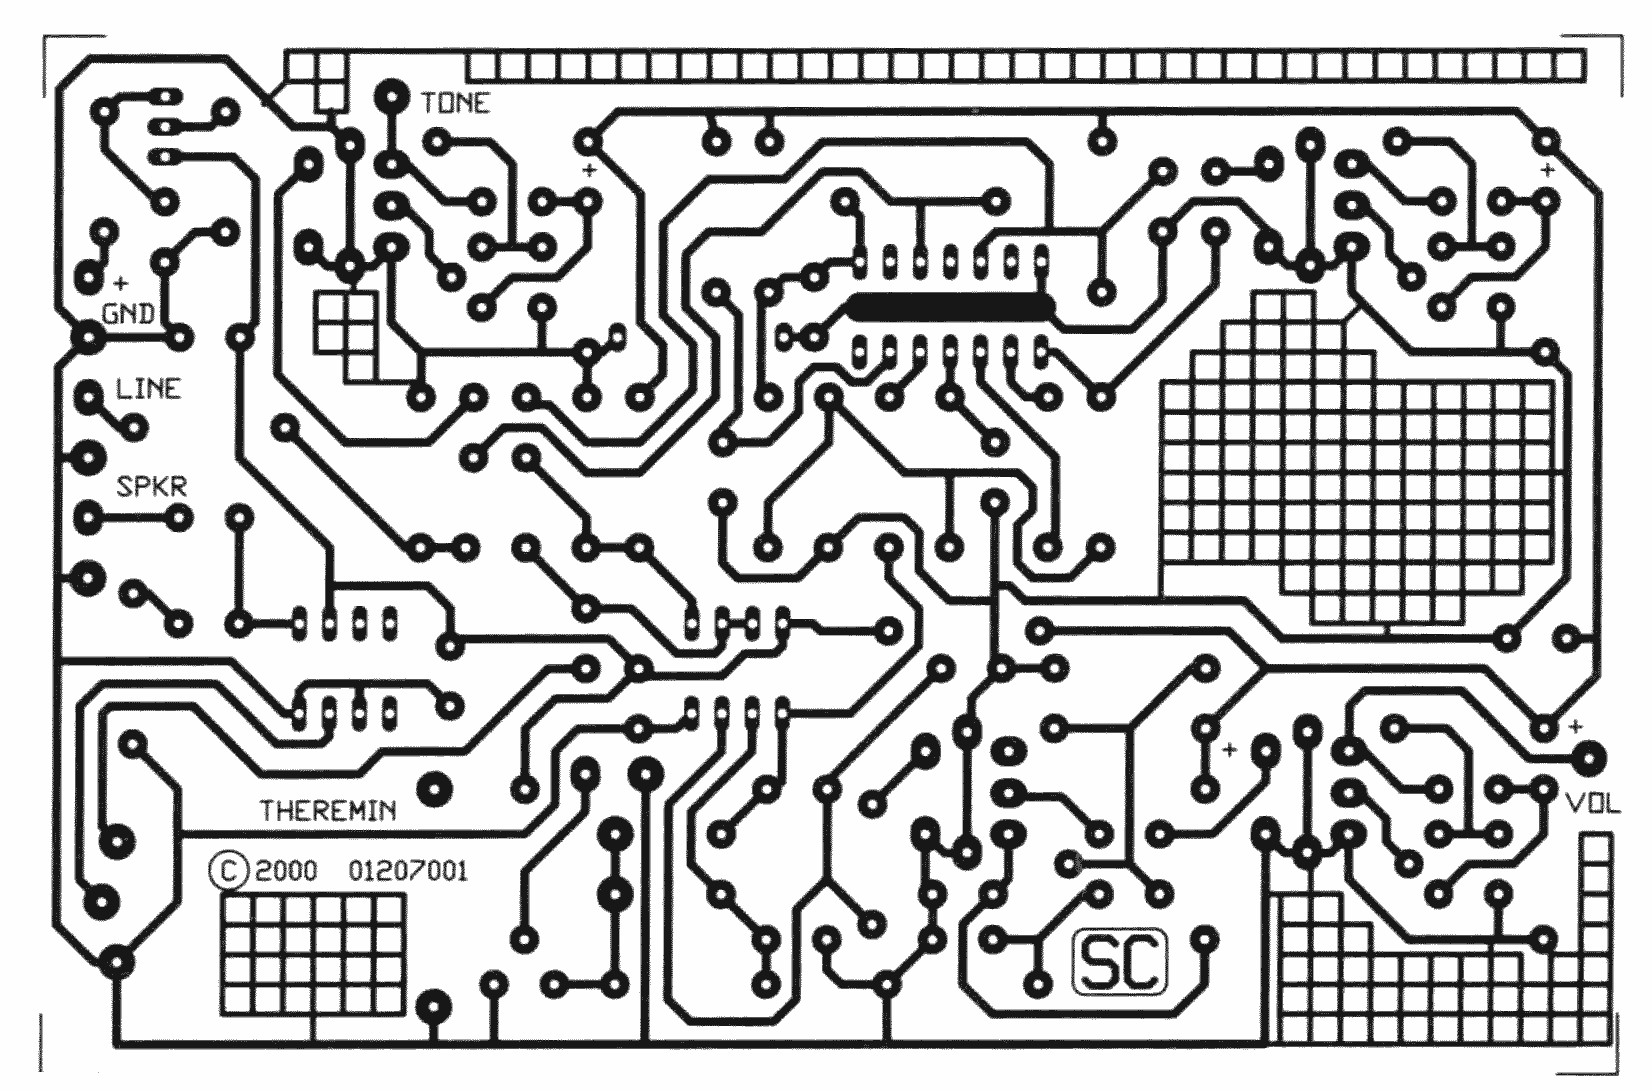 TONE
+
+
+
GND
LINE
SPKR
+
+
VOL
THEREMIN
© 2000 01207001
SC